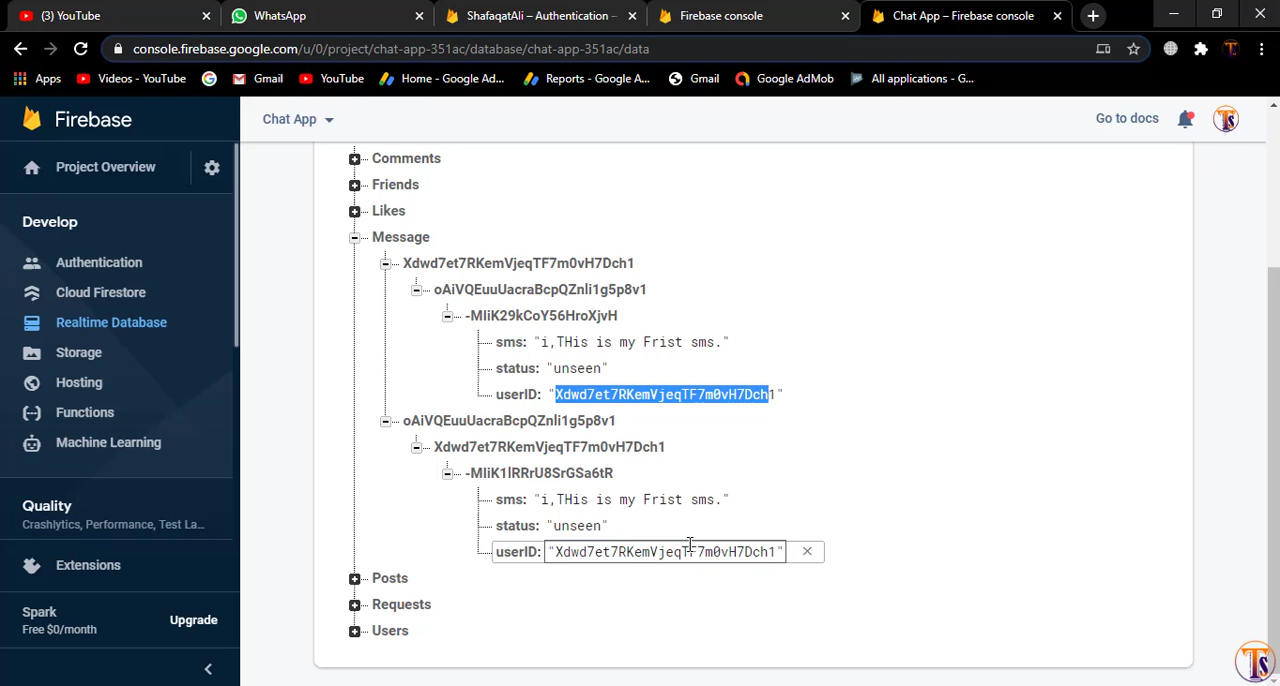 (3) YouTube
WhatsApp
ShafaqatAli – Authentication –
Firebase console
Chat App – Firebase console
console.firebase.google.com/u/0/project/chat-app-351ac/database/chat-app-351ac/data
Apps
Videos - YouTube
Gmail
YouTube
Home - Google Ad...
Reports - Google A...
Gmail
Google AdMob
All applications - G...
Firebase
Chat App
Go to docs
Project Overview
Develop
Authentication
Cloud Firestore
Realtime Database
Storage
Hosting
Functions
Machine Learning
Quality
Crashlytics, Performance, Test La...
Extensions
Spark
Free $0/month
Upgrade
Comments
Friends
Likes
Message
Xdwd7et7RKemVjeqTF7m0vH7Dch1
oAiVQEuuUacraBcpQZnli1g5p8v1
-MIiK29kCoY56HroXjvH
sms: "i,THis is my Frist sms."
status: "unseen"
userID: "Xdwd7et7RKemVjeqTF7m0vH7Dch1"
oAiVQEuuUacraBcpQZnli1g5p8v1
Xdwd7et7RKemVjeqTF7m0vH7Dch1
-MIiK1lRRrU8SrGSa6tR
sms: "i,THis is my Frist sms."
status: "unseen"
userID: "Xdwd7et7RKemVjeqTF7m0vH7Dch1"
Posts
Requests
Users